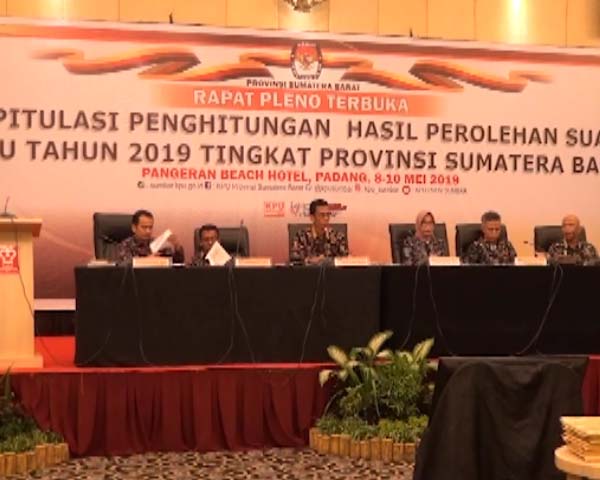 PROVINSI SUMATERA BARAT
RAPAT PLENO TERBUKA
PITULASI PENGHITUNGAN HASIL PEROLEHAN SUA
U TAHUN 2019 TINGKAT PROVINSI SUMATERA BA
PANGERAN BEACH HOTEL, PADANG, 8-10 MEI 2019
KPU